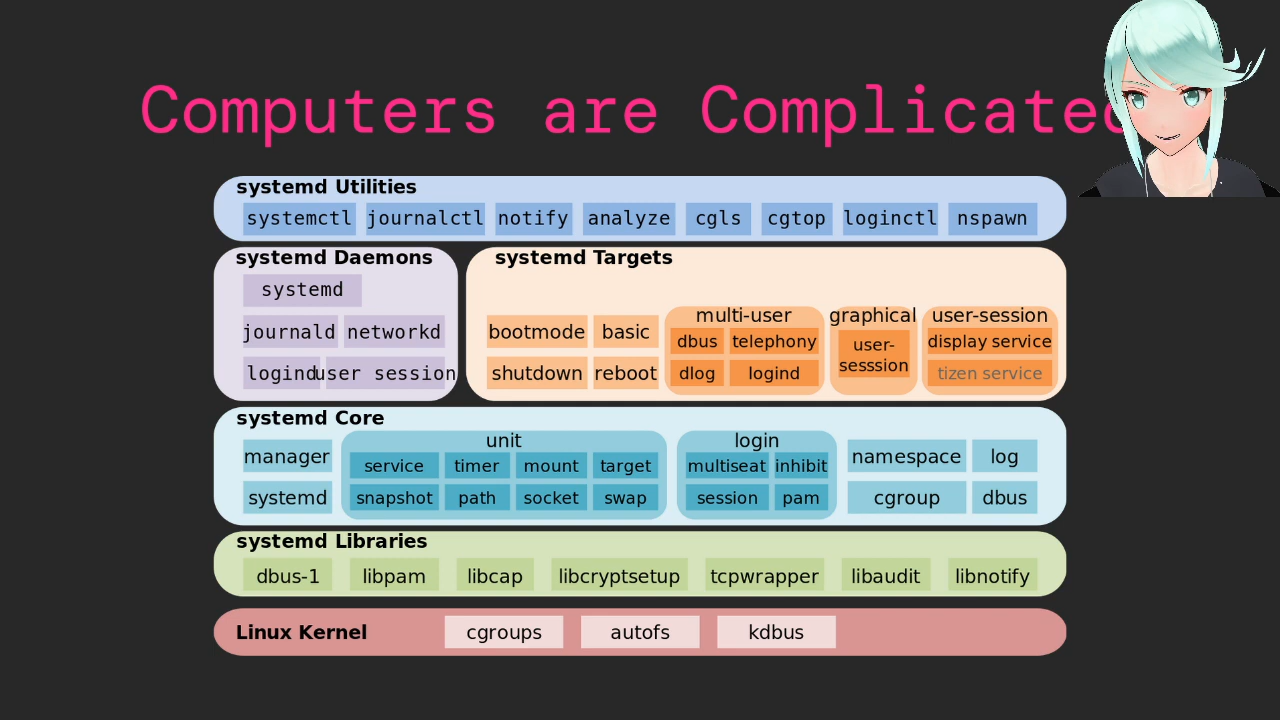 Computers are Complicated
systemd Utilities
systemctl journalctl notify analyze cgls cgtop loginctl nspawn
systemd Daemons
systemd
journald networkd
logind user session
systemd Targets
bootmode basic
shutdown reboot
multi-user
dbus telephony
dlog logind
graphical
user-
sesssion
user-session
display service
tizen service
systemd Core
manager
systemd
unit
service timer mount target
snapshot path socket swap
login
multiseat inhibit
session pam
namespace log
cgroup dbus
systemd Libraries
dbus-1 libpam libcap libcryptsetup tcpwrapper libaudit libnotify
Linux Kernel cgroups autofs kdbus